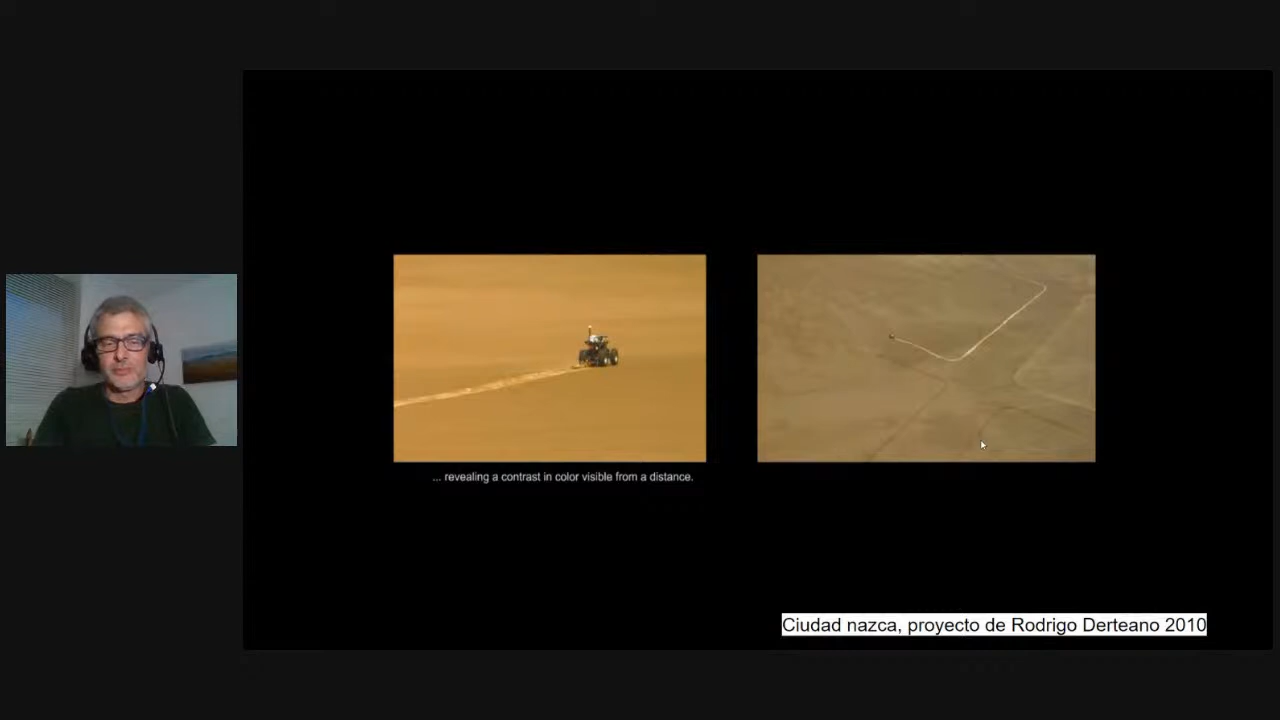 ... revealing a contrast in color visible from a distance.
Ciudad nazca, proyecto de Rodrigo Derteano 2010